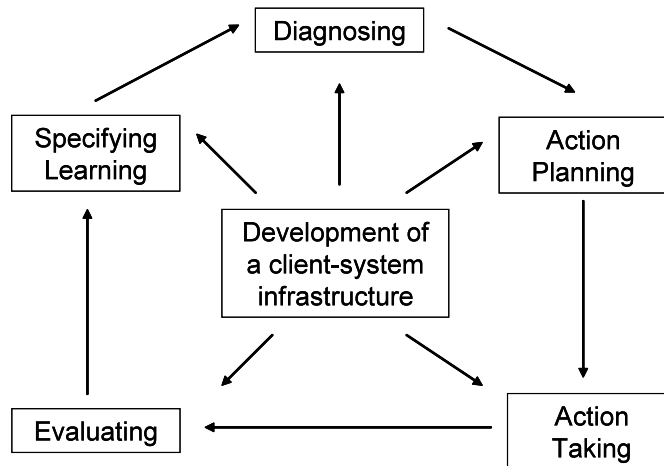 Diagnosing
Specifying
Learning
Action
Planning
Development of
a client-system
infrastructure
Evaluating
Action
Taking